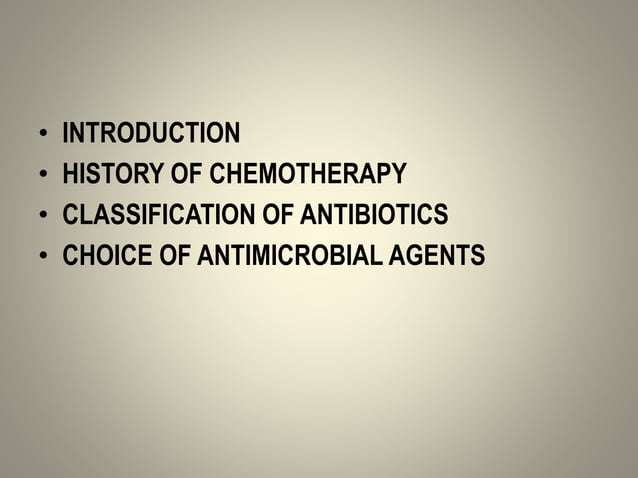 • INTRODUCTION
• HISTORY OF CHEMOTHERAPY
• CLASSIFICATION OF ANTIBIOTICS
• CHOICE OF ANTIMICROBIAL AGENTS